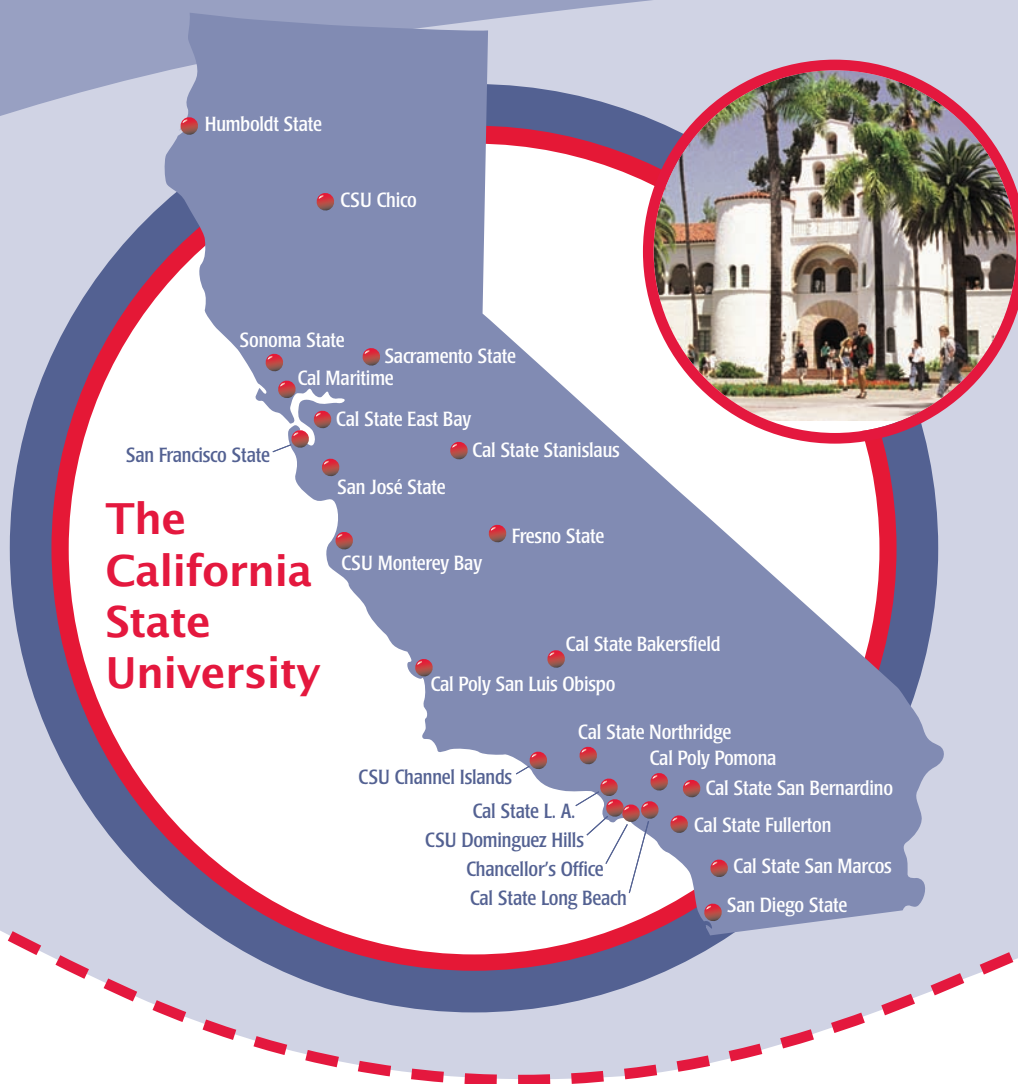 Humboldt State
CSU Chico
Sonoma State
Sacramento State
Cal Maritime
Cal State East Bay
San Francisco State
Cal State Stanislaus
San José State
The
California
State
University
Fresno State
CSU Monterey Bay
Cal State Bakersfield
Cal Poly San Luis Obispo
Cal State Northridge
Cal Poly Pomona
CSU Channel Islands
Cal State San Bernardino
Cal State L. A.
Cal State Fullerton
CSU Dominguez Hills
Chancellor's Office
Cal State San Marcos
Cal State Long Beach
San Diego State